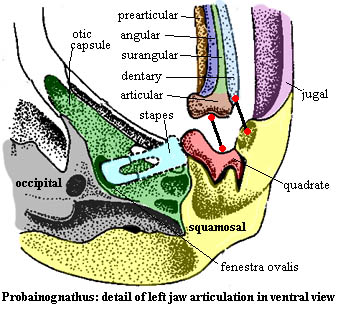 prearticular
angular
surangular
dentary
articular
stapes
otic
capsule
jugal
occipital
quadrate
squamosal
fenestra ovalis
Probainognathus: detail of left jaw articulation in ventral view